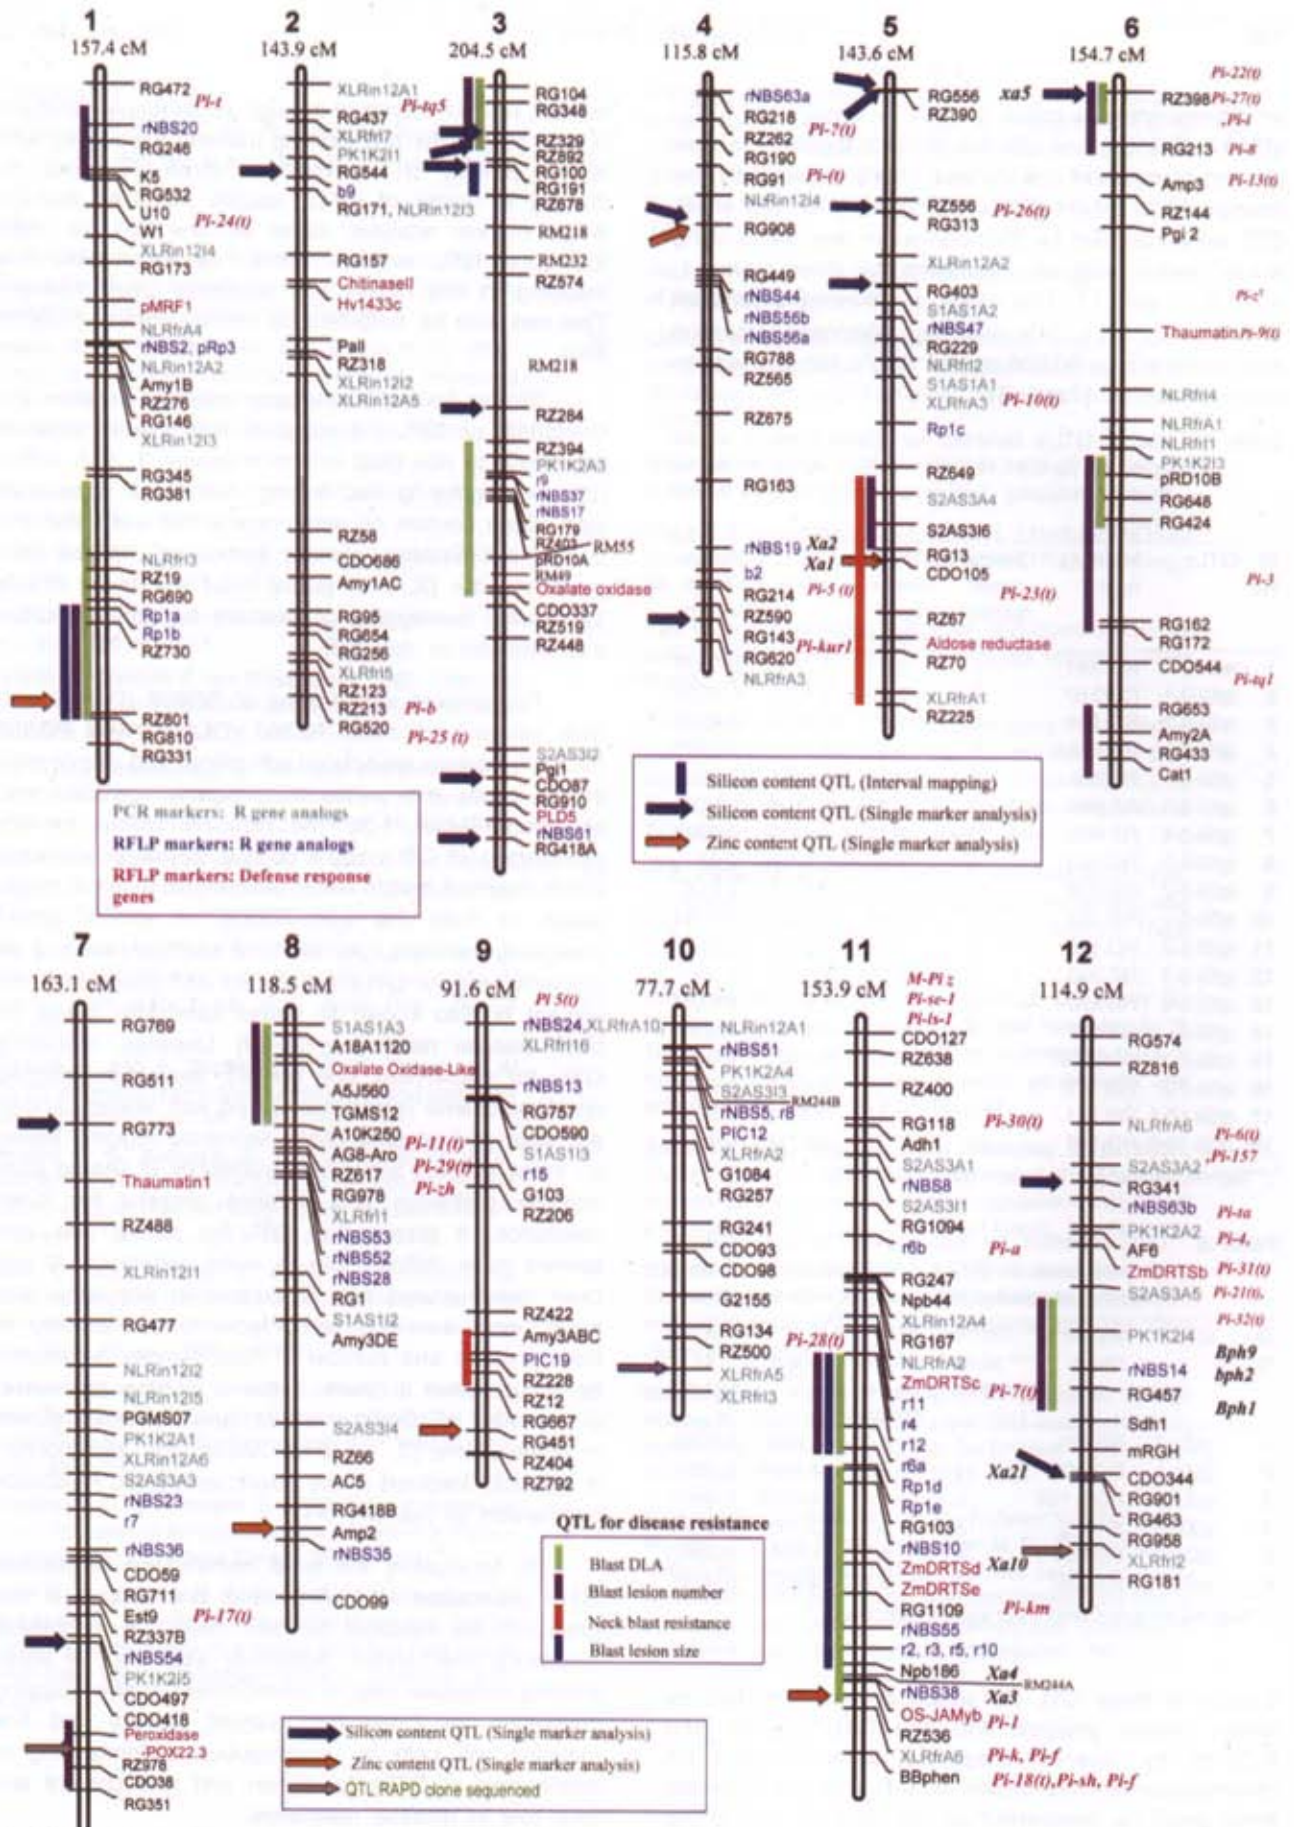 1
157.4 cM
RG472
Pi-t
rNBS20
RG246
K5
RG532
U10
Pi-24(t)
W1
XLRin12I4
RG173
pMRF1
NLRfrA4
rNBS2, pRp3
NLRin12A2
Amy1B
RZ276
RG146
XLRin12I3
RG345
RG381
NLRfrI3
RZ19
RG690
Rp1a
Rp1b
RZ730
RZ801
RG810
RG331
2
143.9 cM
XLRin12A1
RG437
XLRfrI7
PK1K2I1
RG544
b9
RG171, NLRin12I3
RG157
ChitinaseII
Hv1433c
Pall
RZ318
XLRin12I2
XLRin12A5
RZ58
CDO686
Amy1AC
RG95
RG654
RG256
XLRfrI5
RZ123
RZ213
Pi-b
RG520
Pi-25 (t)
3
204.5 cM
Pi-tq5
RG104
RG348
RZ329
RZ892
RG100
RG191
RZ678
RM218
RM232
RZ574
RM218
RZ284
RZ394
PK1K2A3
r9
rNBS37
rNBS17
RG179
RZ403
RM55
pRD10A
RM49
Oxalate oxidase
CDO337
RZ519
RZ448
S2AS3I2
Pgi1
CDO87
RG910
PLD5
rNBS61
RG418A
4
115.8 cM
rNBS63a
RG218
RZ262
RG190
RG91
NLRin12I4
RG908
RG449
rNBS44
rNBS56b
rNBS56a
RG788
RZ565
RZ675
RG163
rNBS19
b2
RG214
RZ590
RG143
RG620
NLRfrA3
5
143.6 cM
RG556
RZ390
Pi-?(t)
Pi-(t)
RZ556
RG313
Pi-26(t)
XLRin12A2
RG403
S1AS1A2
rNBS47
RG229
NLRfrI2
S1AS1A1
XLRfrA3
Pi-10(t)
Rp1c
RZ649
S2AS3A4
S2AS3I6
Xa2
Xa1
RG13
CDO105
Pi-5 (t)
Pi-23(t)
RZ67
Pi-kur1
Aldose reductase
RZ70
XLRfrA1
RZ225
6
154.7 cM
xa5
Pi-22(t)
RZ398
Pi-27(t)
,Pi-i
RG213
Pi-8
Amp3
Pi-13(t)
RZ144
Pgi 2
Thaumatin
Pi-9(t)
NLRfrI4
NLRfrA1
NLRfrI1
PK1K2I3
pRD10B
RG648
RG424
Pi-3
RG162
RG172
CDO544
Pi-tq1
RG653
Amy2A
RG433
Cat1
PCR markers: R gene analogs
RFLP markers: R gene analogs
RFLP markers: Defense response
genes
Silicon content QTL (Interval mapping)
Silicon content QTL (Single marker analysis)
Zinc content QTL (Single marker analysis)
7
163.1 cM
RG769
RG511
RG773
Thaumatin1
RZ488
XLRin12I1
RG477
NLRin12I2
NLRin12I5
PGMS07
PK1K2A1
XLRin12A6
S2AS3A3
rNBS23
r7
rNBS36
CDO59
RG711
Est9
Pi-17(t)
RZ337B
rNBS54
PK1K2I5
CDO497
CDO418
Peroxidase
-POX22.3
RZ978
CDO38
RG351
8
118.5 cM
S1AS1A3
A18A1120
Oxalate Oxidase-Like
A5J560
TGMS12
A10K250
Pi-11(t)
AG8-Aro
RZ617
Pi-29(t)
Pi-zh
RG978
XLRfrI1
rNBS53
rNBS52
rNBS28
RG1
S1AS1I2
Amy3DE
S2AS3I4
RZ66
AC5
RG418B
Amp2
rNBS35
CDO99
9
91.6 cM
Pi 5(t)
rNBS24,XLRfrA10,
XLRfrI16
rNBS13
RG757
CDO590
S1AS1I3
r15
G103
RZ206
RZ422
Amy3ABC
PIC19
RZ228
RZ12
RG667
RG451
RZ404
RZ792
10
77.7 cM
NLRin12A1
rNBS51
PK1K2A4
S2AS3I3
RM244B
rNBS5, r8
PIC12
XLRfrA2
G1084
RG257
RG241
CDO93
CDO98
G2155
RG134
RZ500
XLRfrA5
XLRfrI3
11
153.9 cM
M-Pi z
Pi-se-1
Pi-is-1
CDO127
RZ638
RZ400
RG118
Pi-30(t)
Adh1
S2AS3A1
rNBS8
S2AS3I1
RG1094
r6b
Pi-a
RG247
Npb44
XLRin12A4
Pi-28(t)
RG167
NLRfrA2
ZmDRTSc
Pi-7(t)
r11
r4
r12
r6a
Rp1d
Rp1e
RG103
rNBS10
ZmDRTSd
ZmDRTSe
RG1109
Pi-km
rNBS55
r2, r3, r5, r10
Npb186
Xa4
RM244A
rNBS38
Xa3
OS-JAMyb
Pi-1
RZ536
XLRfrA6
Pi-k, Pi-f
BBphen
Pi-18(t),Pi-sh, Pi-f
12
114.9 cM
RG574
RZ816
NLRfrA6
Pi-6(t)
,Pi-157
S2AS3A2
RG341
rNBS63b
Pi-ta
PK1K2A2
Pi-4,
AF6
ZmDRTSb
Pi-31(t)
S2AS3A5
Pi-21(t),
Pi-32(t)
PK1K2I4
Bph9
rNBS14
bph2
RG457
Bph1
Sdh1
mRGH
Xa21
CDO344
RG901
RG463
RG958
Xa10
XLRfrI2
RG181
QTL for disease resistance
Blast DLA
Blast lesion number
Neck blast resistance
Blast lesion size
Silicon content QTL (Single marker analysis)
Zinc content QTL (Single marker analysis)
QTL RAPD clone sequenced